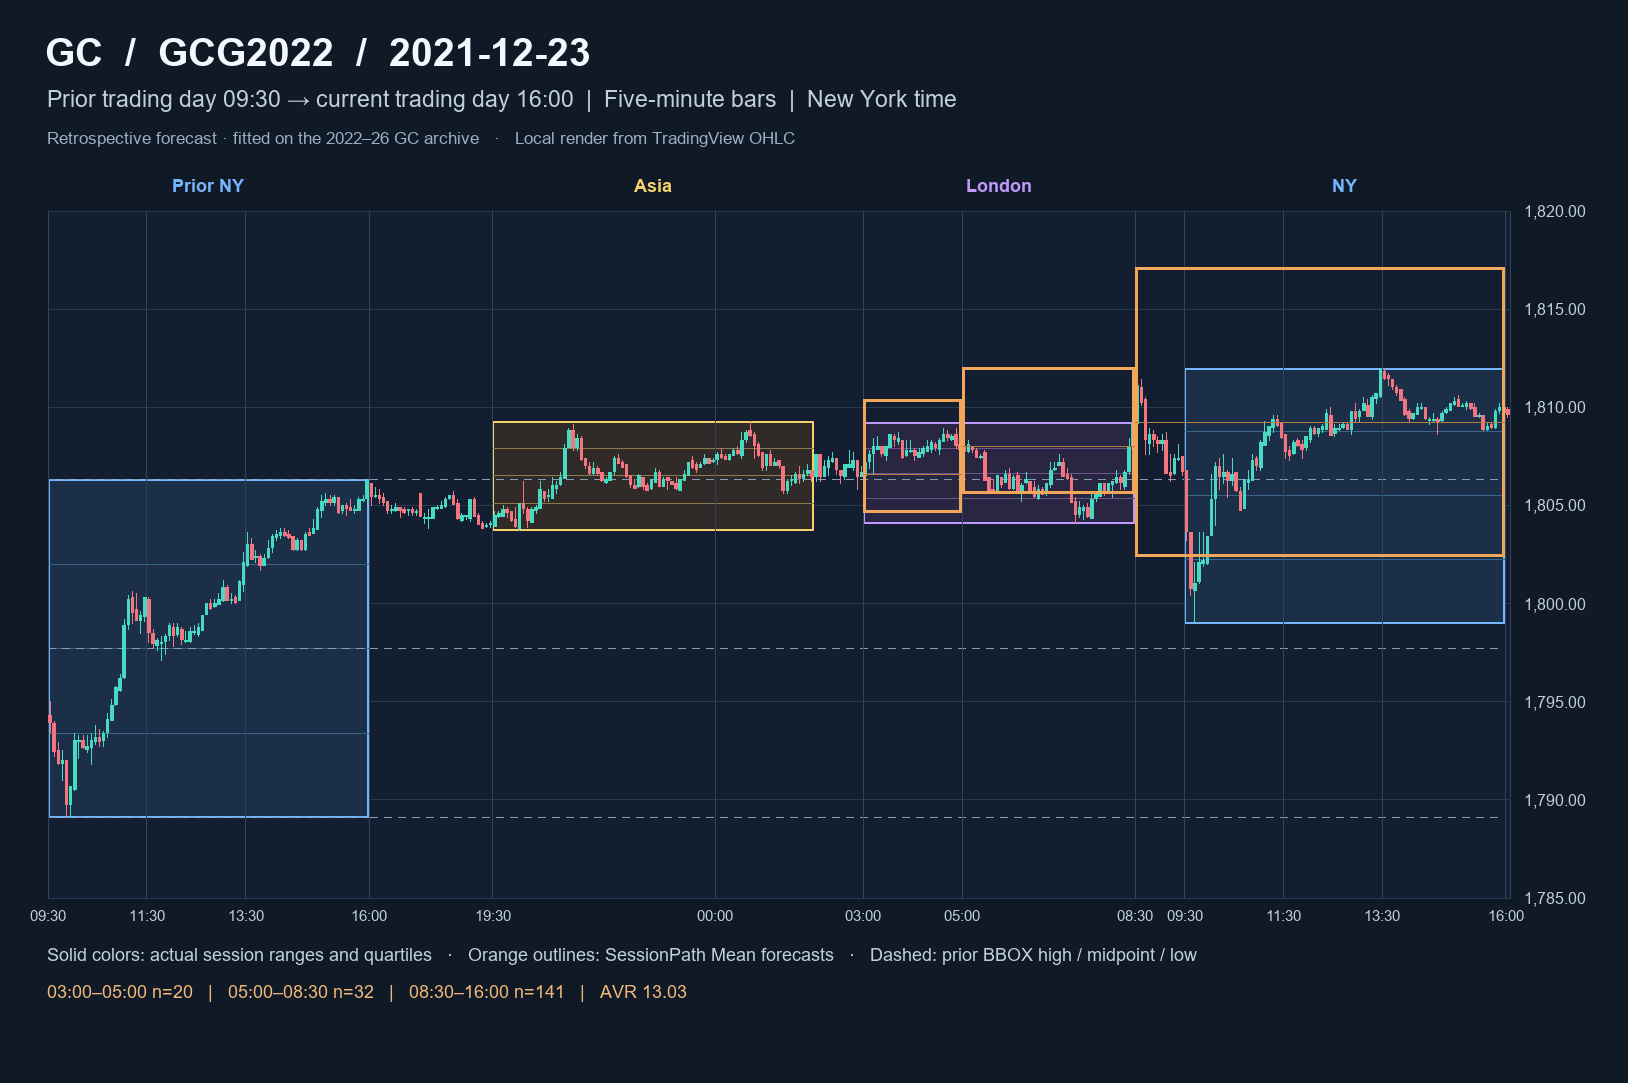 GC / GCG2022 / 2021-12-23
Prior trading day 09:30 → current trading day 16:00 | Five-minute bars | New York time
Retrospective forecast · fitted on the 2022–26 GC archive · Local render from TradingView OHLC
Prior NY Asia London NY
1,820.00
1,815.00
1,810.00
1,805.00
1,800.00
1,795.00
1,790.00
1,785.00
09:30 11:30 13:30 16:00 19:30 00:00 03:00 05:00 08:30 09:30 11:30 13:30 16:00
Solid colors: actual session ranges and quartiles · Orange outlines: SessionPath Mean forecasts · Dashed: prior BBOX high / midpoint / low
03:00–05:00 n=20 | 05:00–08:30 n=32 | 08:30–16:00 n=141 | AVR 13.03